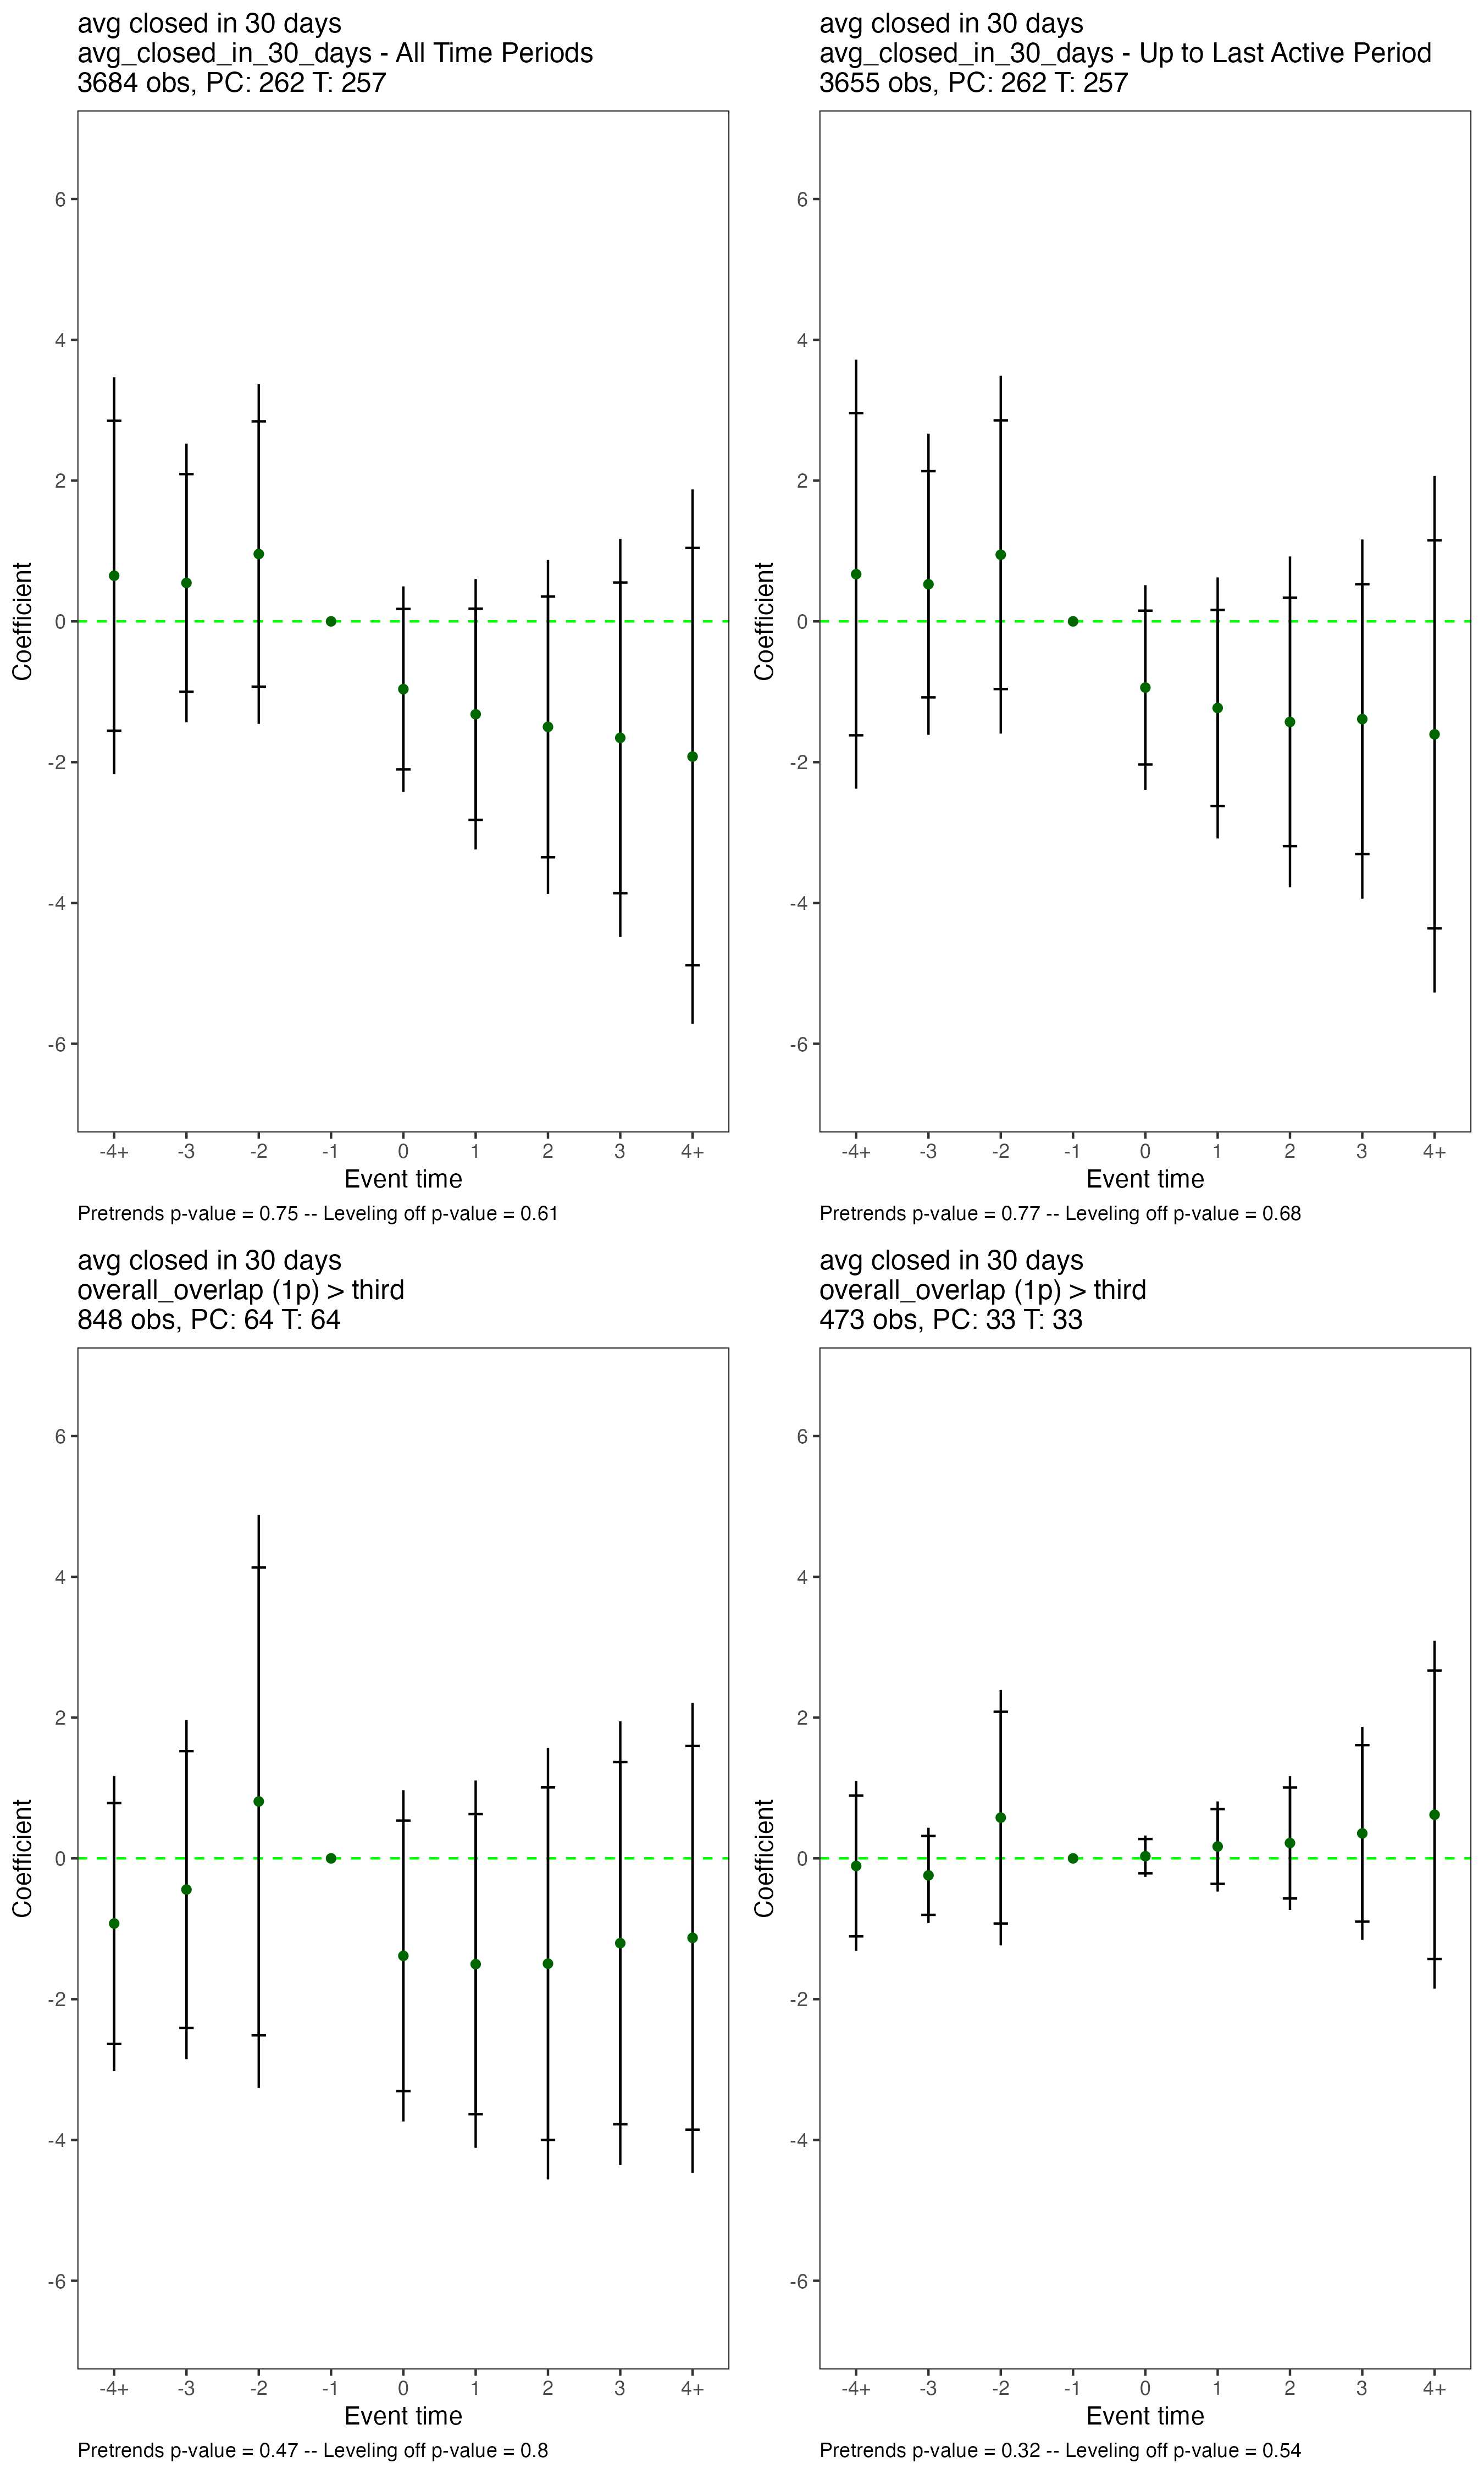 avg closed in 30 days
avg_closed_in_30_days - All Time Periods
3684 obs, PC: 262 T: 257
6
4
2
0
-2
-4
-6
Coefficient
-4+ -3 -2 -1 0 1 2 3 4+
Event time
Pretrends p-value = 0.75 -- Leveling off p-value = 0.61
avg closed in 30 days
avg_closed_in_30_days - Up to Last Active Period
3655 obs, PC: 262 T: 257
6
4
2
0
-2
-4
-6
Coefficient
-4+ -3 -2 -1 0 1 2 3 4+
Event time
Pretrends p-value = 0.77 -- Leveling off p-value = 0.68
avg closed in 30 days
overall_overlap (1p) > third
848 obs, PC: 64 T: 64
6
4
2
0
-2
-4
-6
Coefficient
-4+ -3 -2 -1 0 1 2 3 4+
Event time
Pretrends p-value = 0.47 -- Leveling off p-value = 0.8
avg closed in 30 days
overall_overlap (1p) > third
473 obs, PC: 33 T: 33
6
4
2
0
-2
-4
-6
Coefficient
-4+ -3 -2 -1 0 1 2 3 4+
Event time
Pretrends p-value = 0.32 -- Leveling off p-value = 0.54